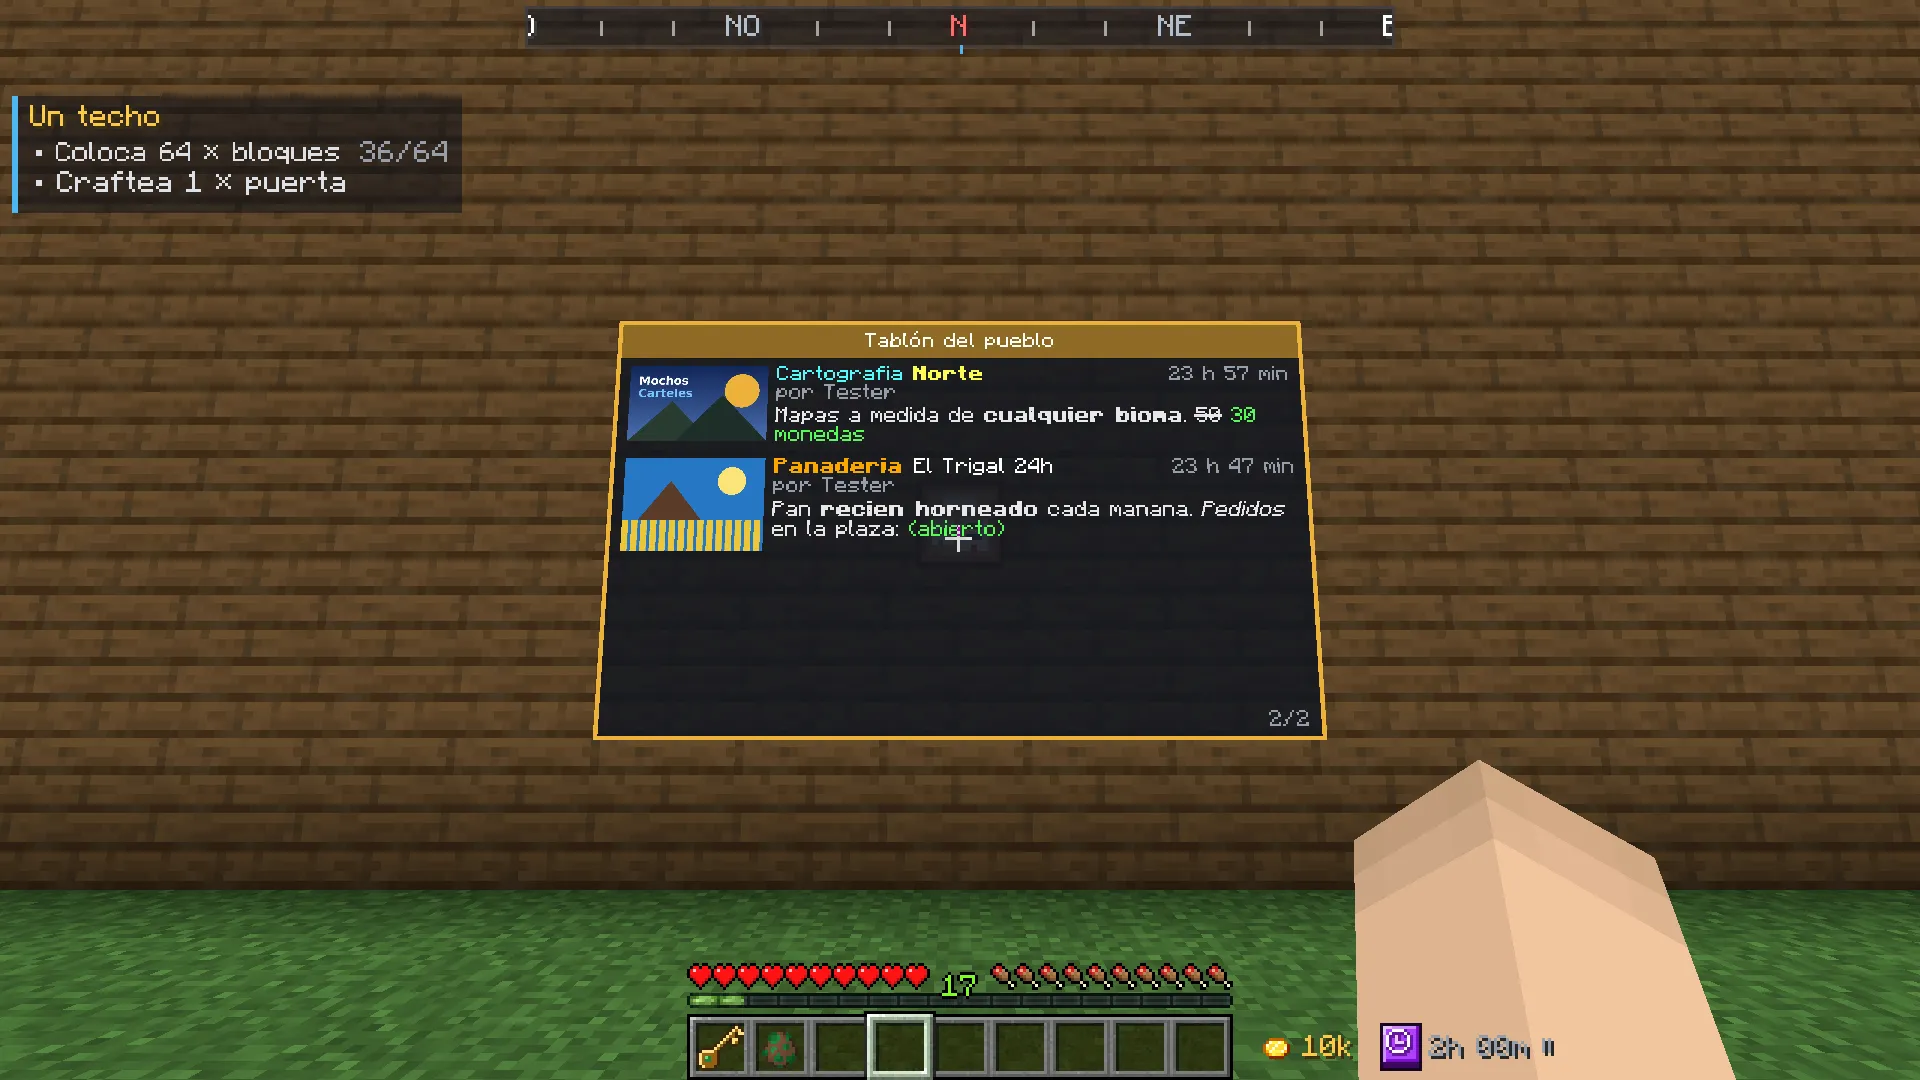 O NO N NE E
Un techo
▪ Coloca 64 × bloques 36/64
▪ Craftea 1 × puerta
Tablón del pueblo
Mochos
Carteles
Cartografia Norte 23 h 57 min
por Tester
Mapas a medida de cualquier bioma. 50 30
monedas
Panaderia El Trigal 24h 23 h 47 min
por Tester
Pan recien horneado cada manana. Pedidos
en la plaza: (abierto)
2/2
17
10k 2h 00m